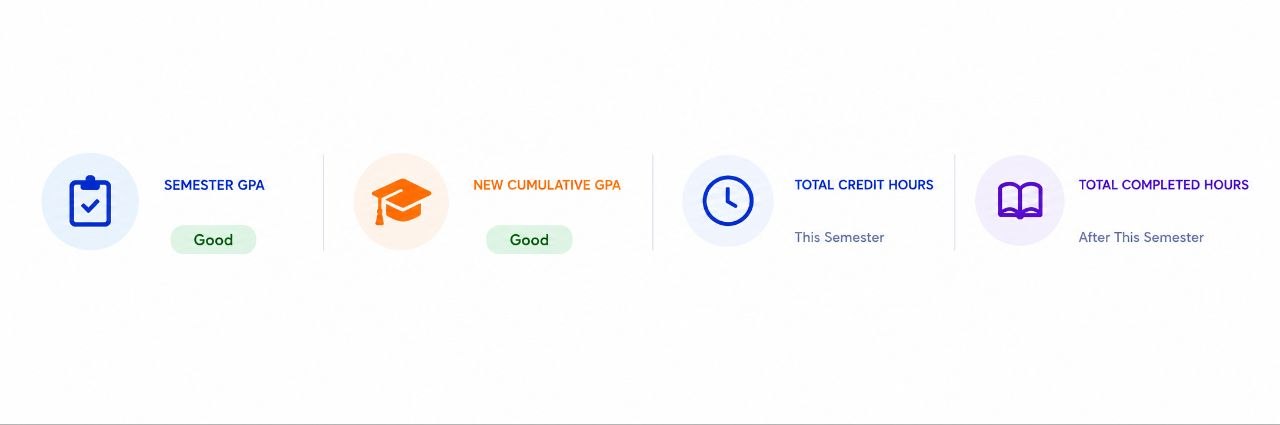 SEMESTER GPA
Good
NEW CUMULATIVE GPA
Good
TOTAL CREDIT HOURS
This Semester
TOTAL COMPLETED HOURS
After This Semester